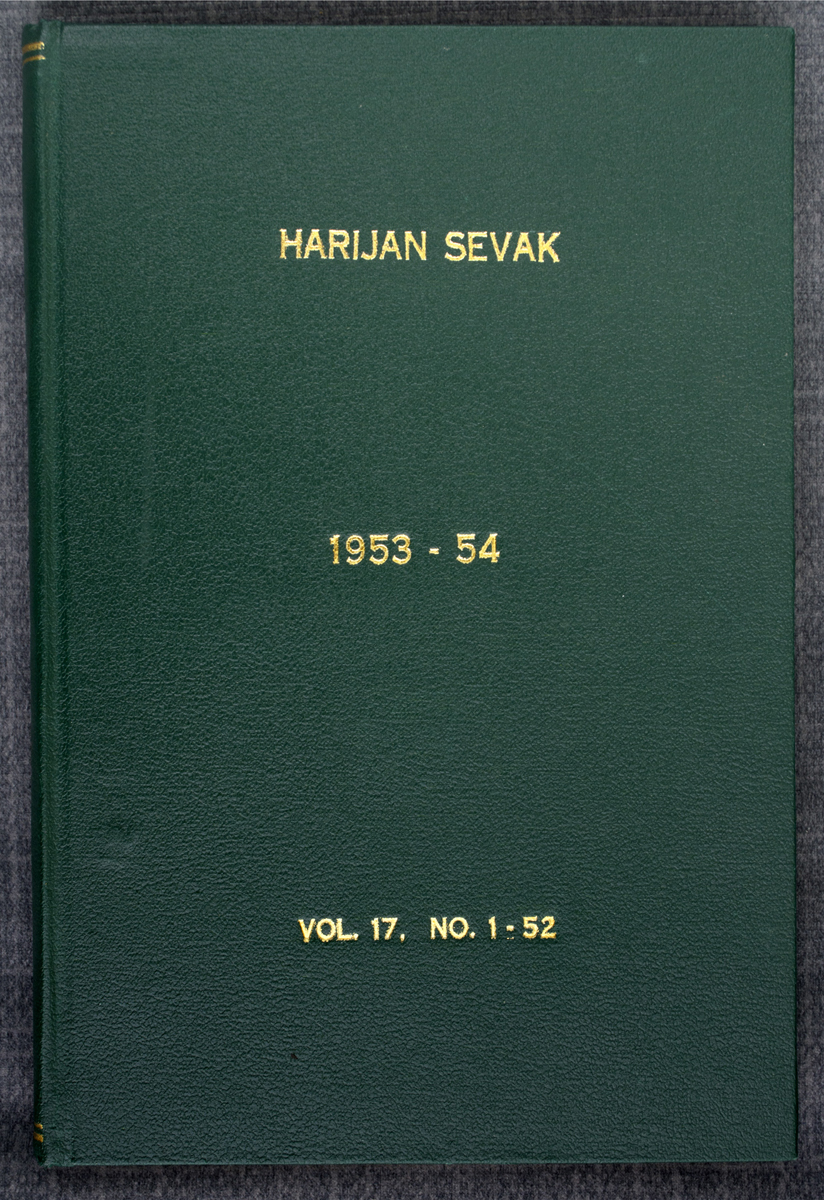 HARIJAN SEVAK
1953 - 54
VOL. 17, NO. 1 - 52